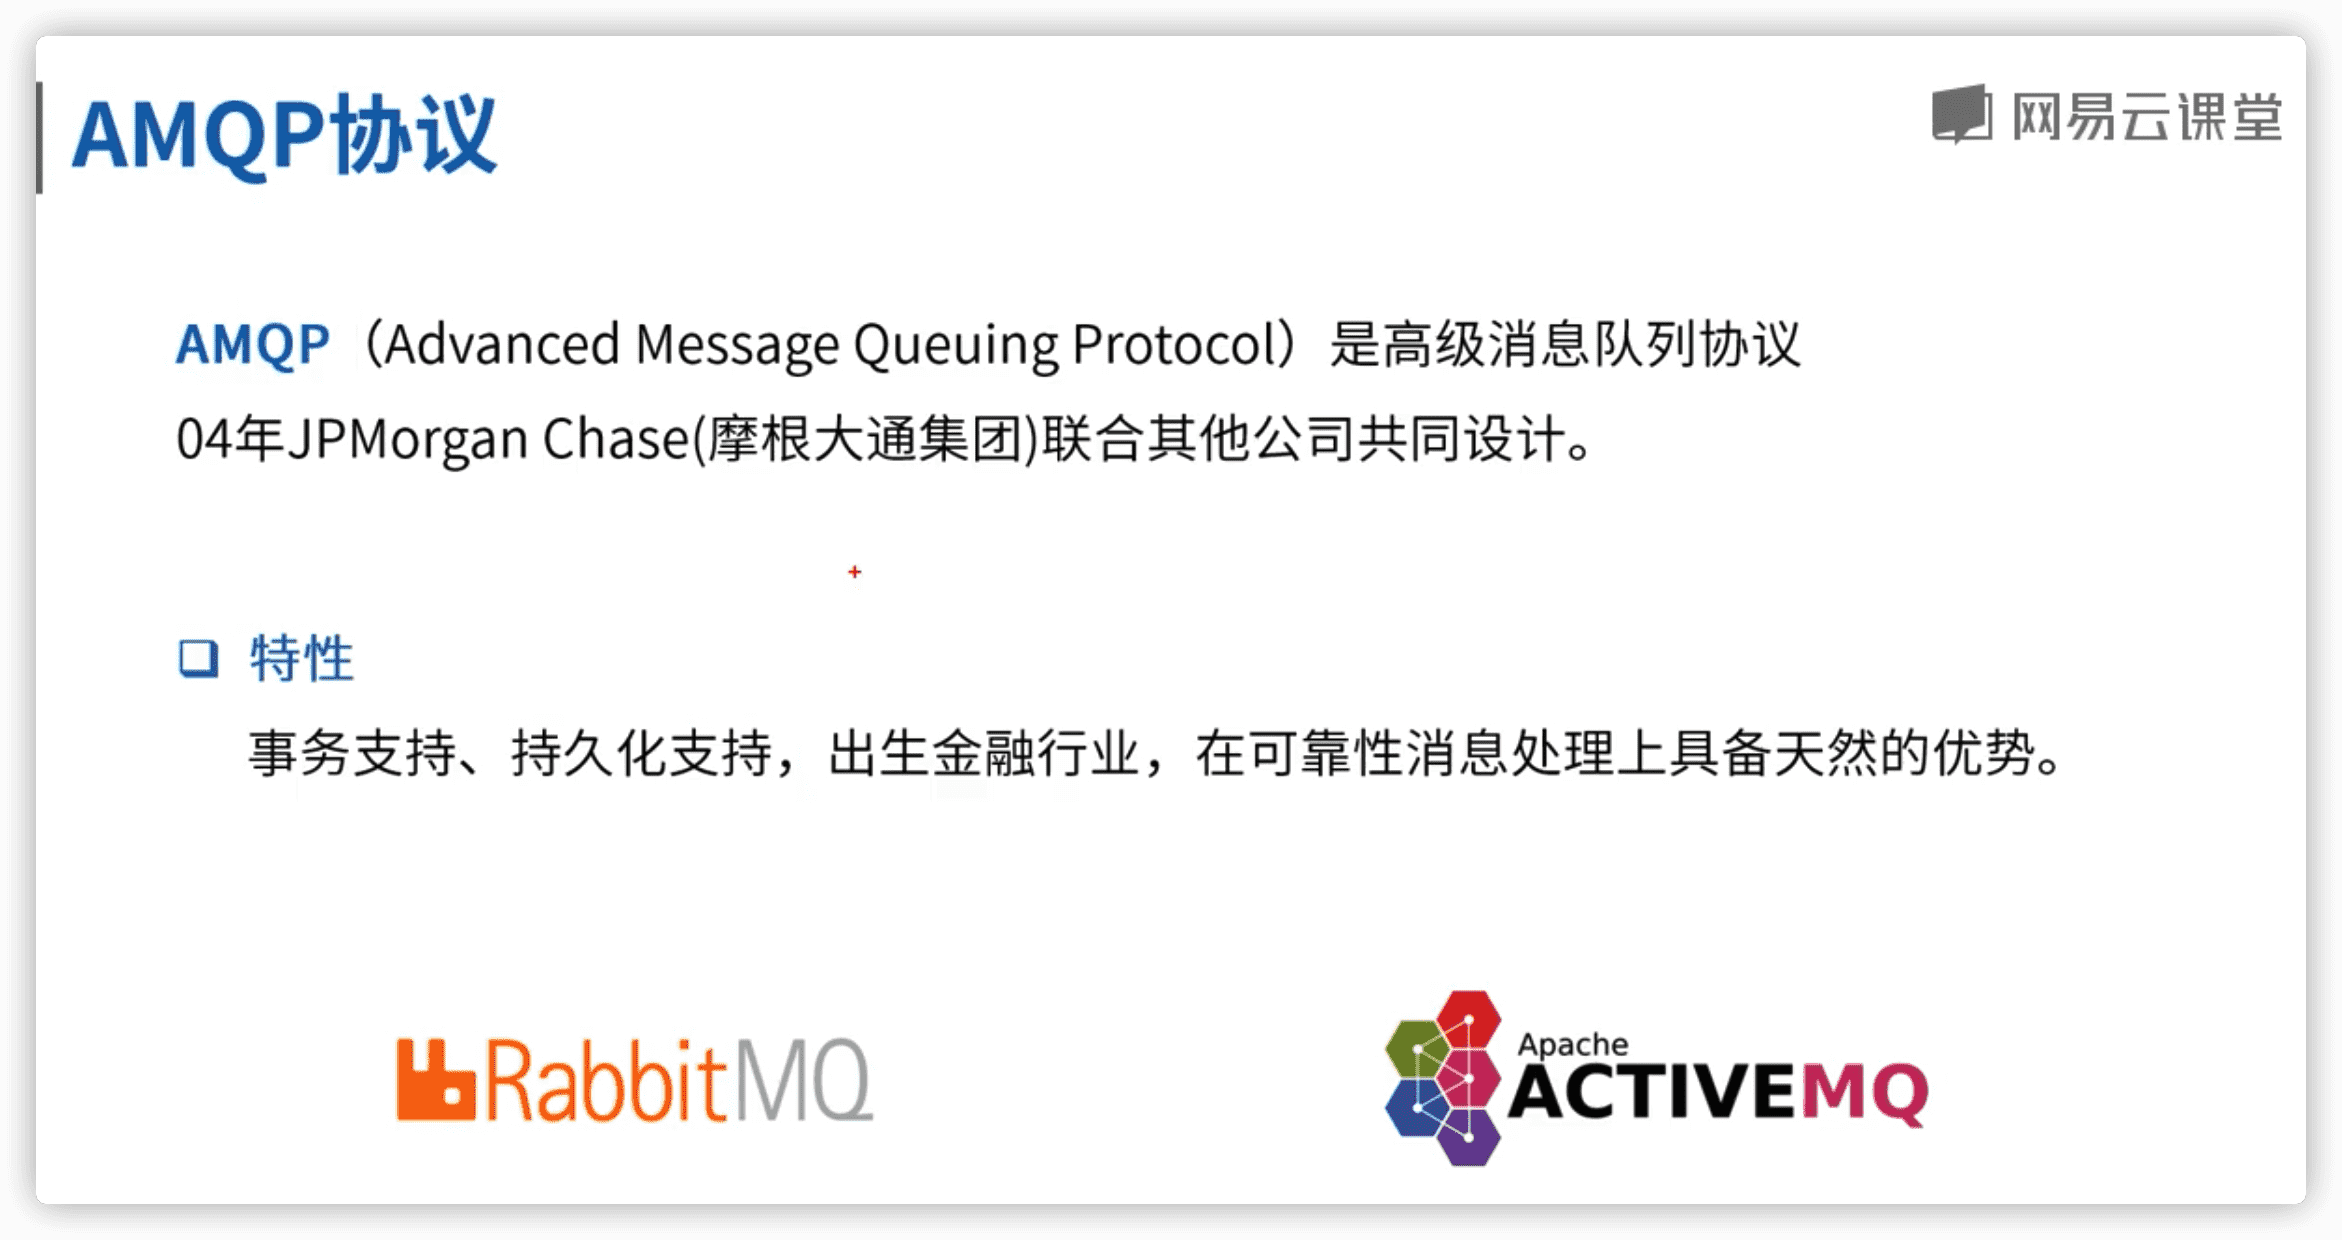 AMQP协议
网易云课堂
AMQP（Advanced Message Queuing Protocol）是高级消息队列协议
04年JPMorgan Chase(摩根大通集团)联合其他公司共同设计。
特性
事务支持、持久化支持，出生金融行业，在可靠性消息处理上具备天然的优势。
RabbitMQ
Apache
ACTIVEMQ